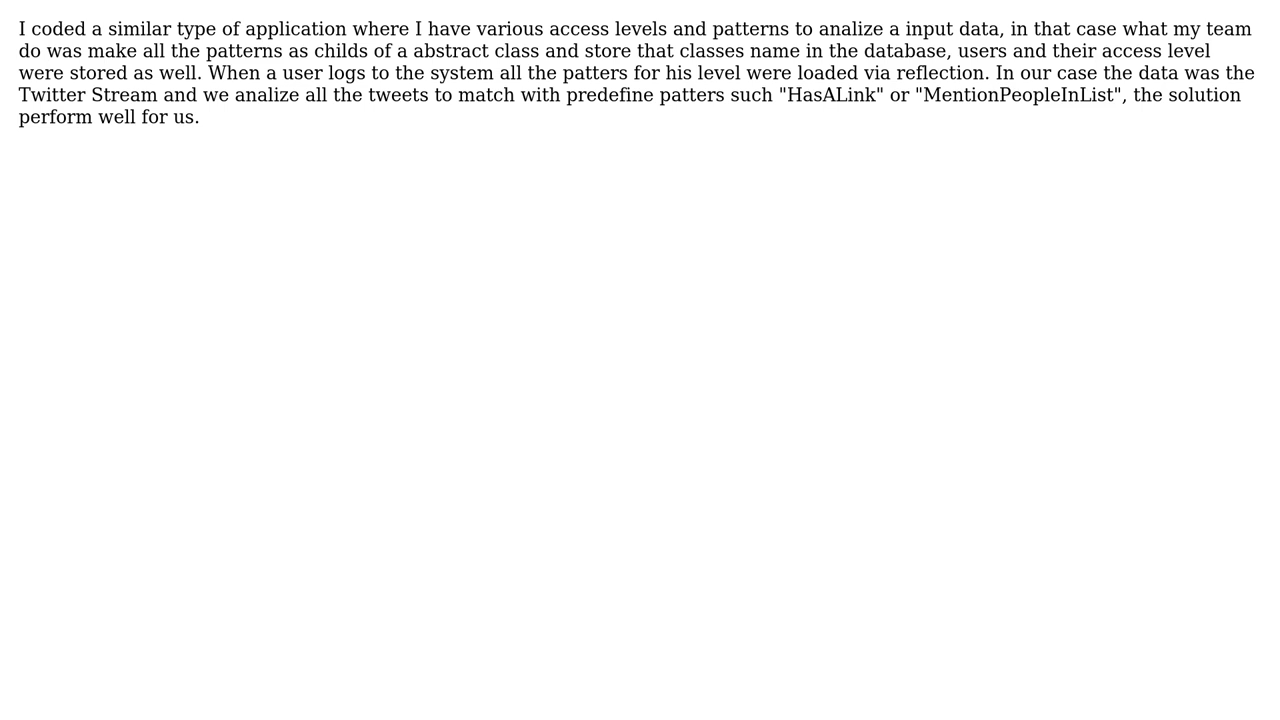 I coded a similar type of application where I have various access levels and patterns to analize a input data, in that case what my team
do was make all the patterns as childs of a abstract class and store that classes name in the database, users and their access level
were stored as well. When a user logs to the system all the patters for his level were loaded via reflection. In our case the data was the
Twitter Stream and we analize all the tweets to match with predefine patters such "HasALink" or "MentionPeopleInList", the solution
perform well for us.